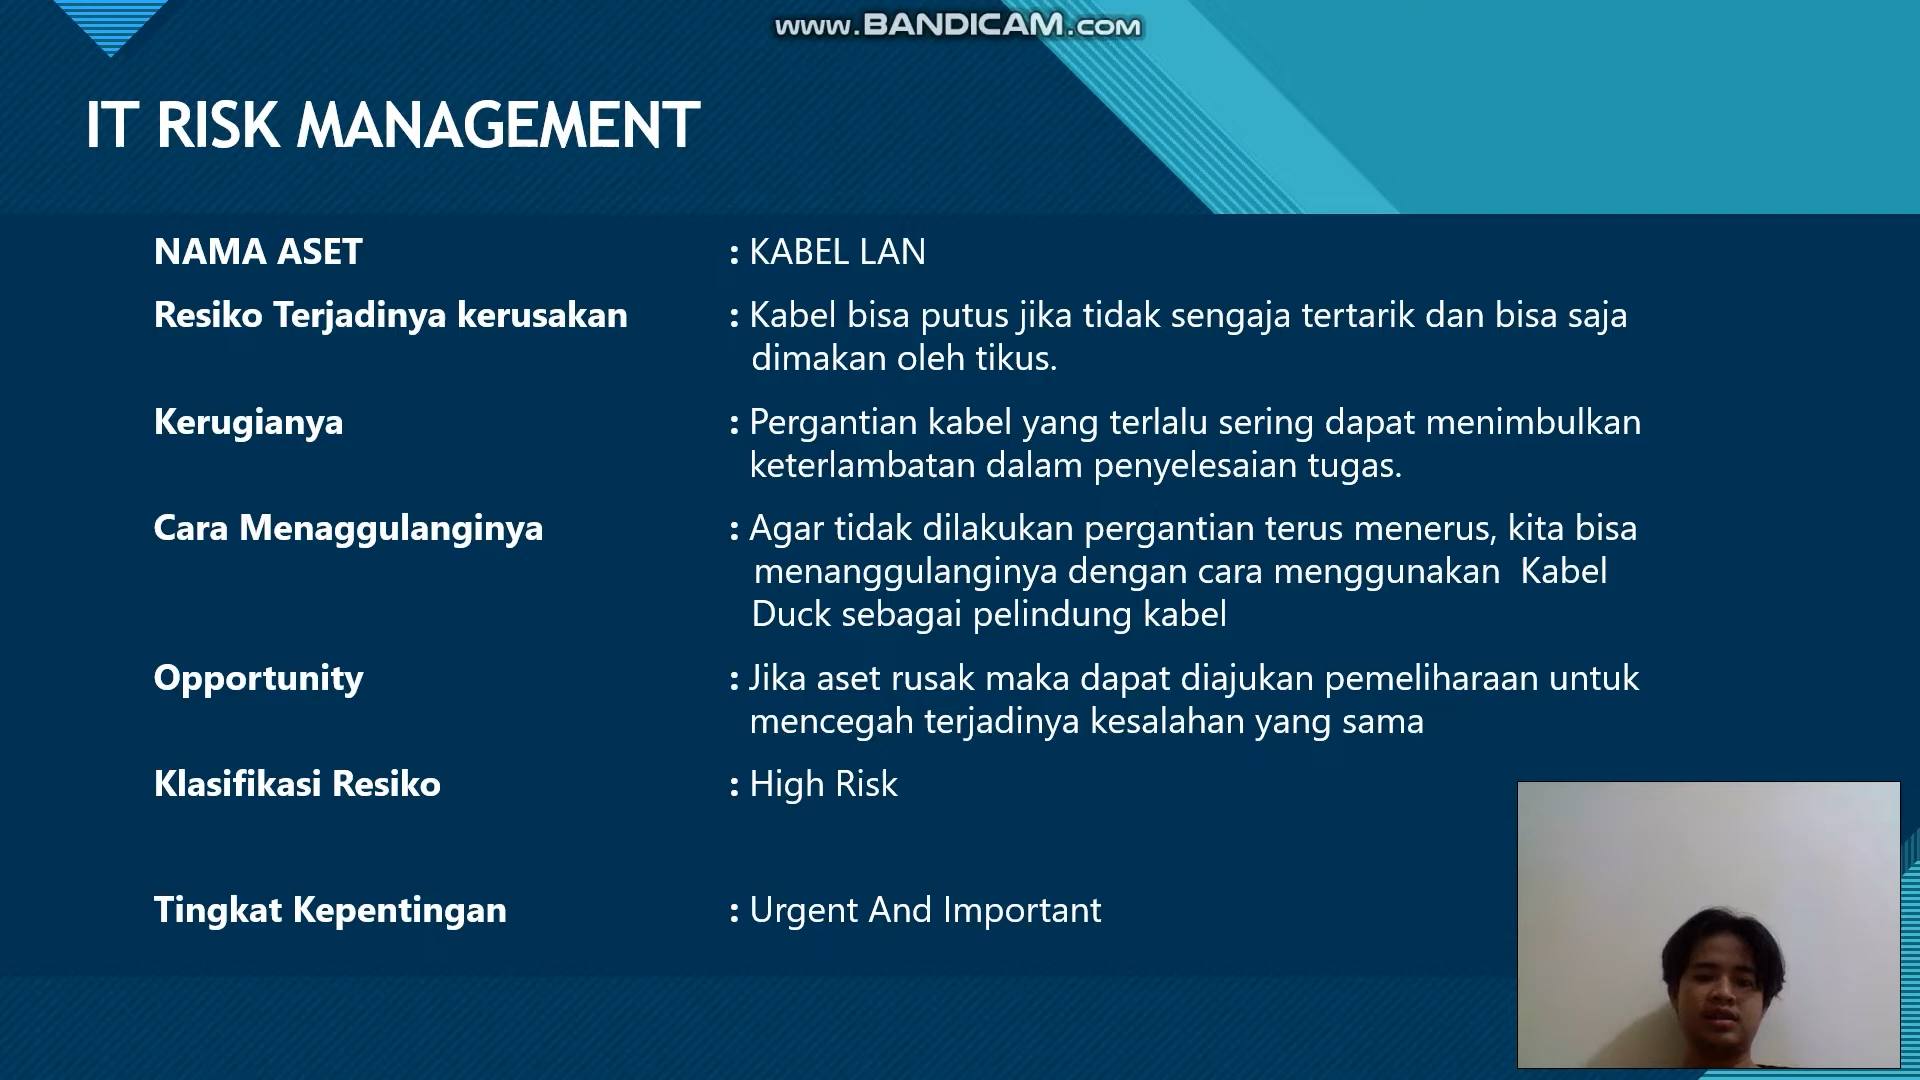 www.BANDICAM.com
IT RISK MANAGEMENT
NAMA ASET : KABEL LAN
Resiko Terjadinya kerusakan : Kabel bisa putus jika tidak sengaja tertarik dan bisa saja
dimakan oleh tikus.
Kerugianya : Pergantian kabel yang terlalu sering dapat menimbulkan
keterlambatan dalam penyelesaian tugas.
Cara Menaggulanginya : Agar tidak dilakukan pergantian terus menerus, kita bisa
menanggulanginya dengan cara menggunakan Kabel
Duck sebagai pelindung kabel
Opportunity : Jika aset rusak maka dapat diajukan pemeliharaan untuk
mencegah terjadinya kesalahan yang sama
Klasifikasi Resiko : High Risk
Tingkat Kepentingan : Urgent And Important